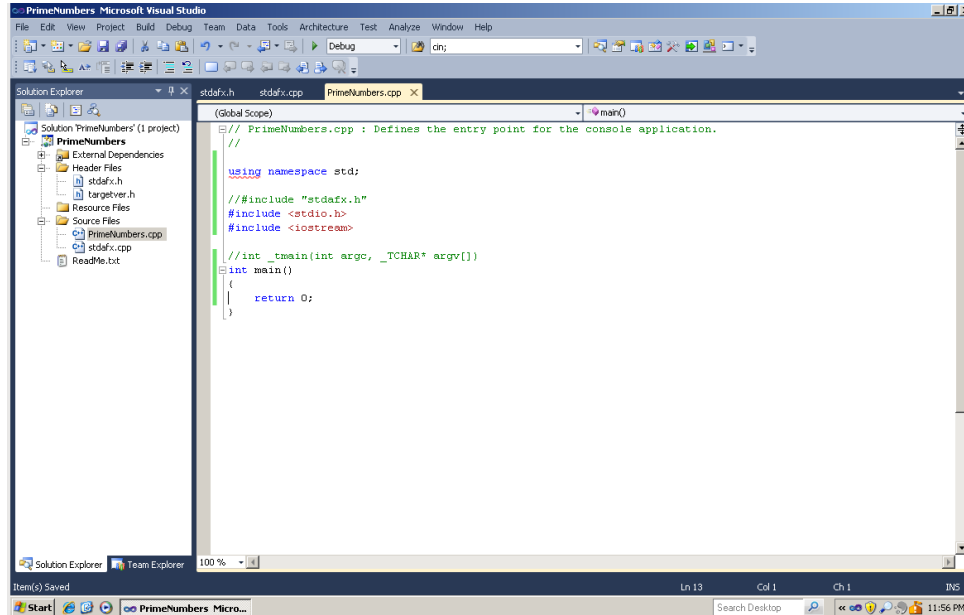 PrimeNumbers Microsoft Visual Studio
File Edit View Project Build Debug Team Data Tools Architecture Test Analyze Window Help
Debug cin;
Solution Explorer
stdafx.h stdafx.cpp PrimeNumbers.cpp
(Global Scope) main()
Solution 'PrimeNumbers' (1 project)
PrimeNumbers
External Dependencies
Header Files
stdafx.h
targetver.h
Resource Files
Source Files
PrimeNumbers.cpp
stdafx.cpp
ReadMe.txt
// PrimeNumbers.cpp : Defines the entry point for the console application.
//
using namespace std;
//#include "stdafx.h"
#include <stdio.h>
#include <iostream>
//int _tmain(int argc, _TCHAR* argv[])
int main()
{
return 0;
}
Solution Explorer Team Explorer
100 %
Item(s) Saved Ln 13 Col 1 Ch 1 INS
Start PrimeNumbers Micro... Search Desktop 11:56 PM